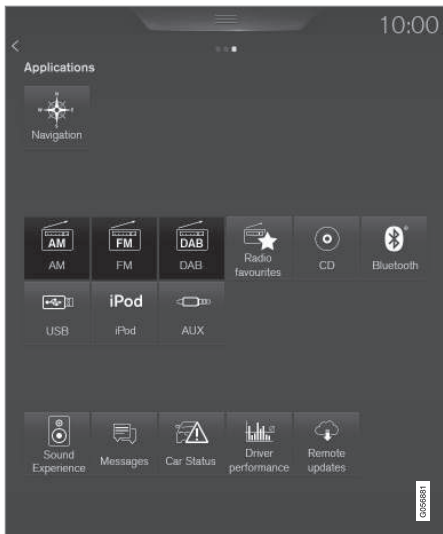 10:00
Applications
N
W E
S
Navigation
AM FM DAB
AM FM DAB Radio favourites CD Bluetooth
iPod
USB iPod AUX
Sound Experience Messages Car Status Driver performance Remote updates
G056881